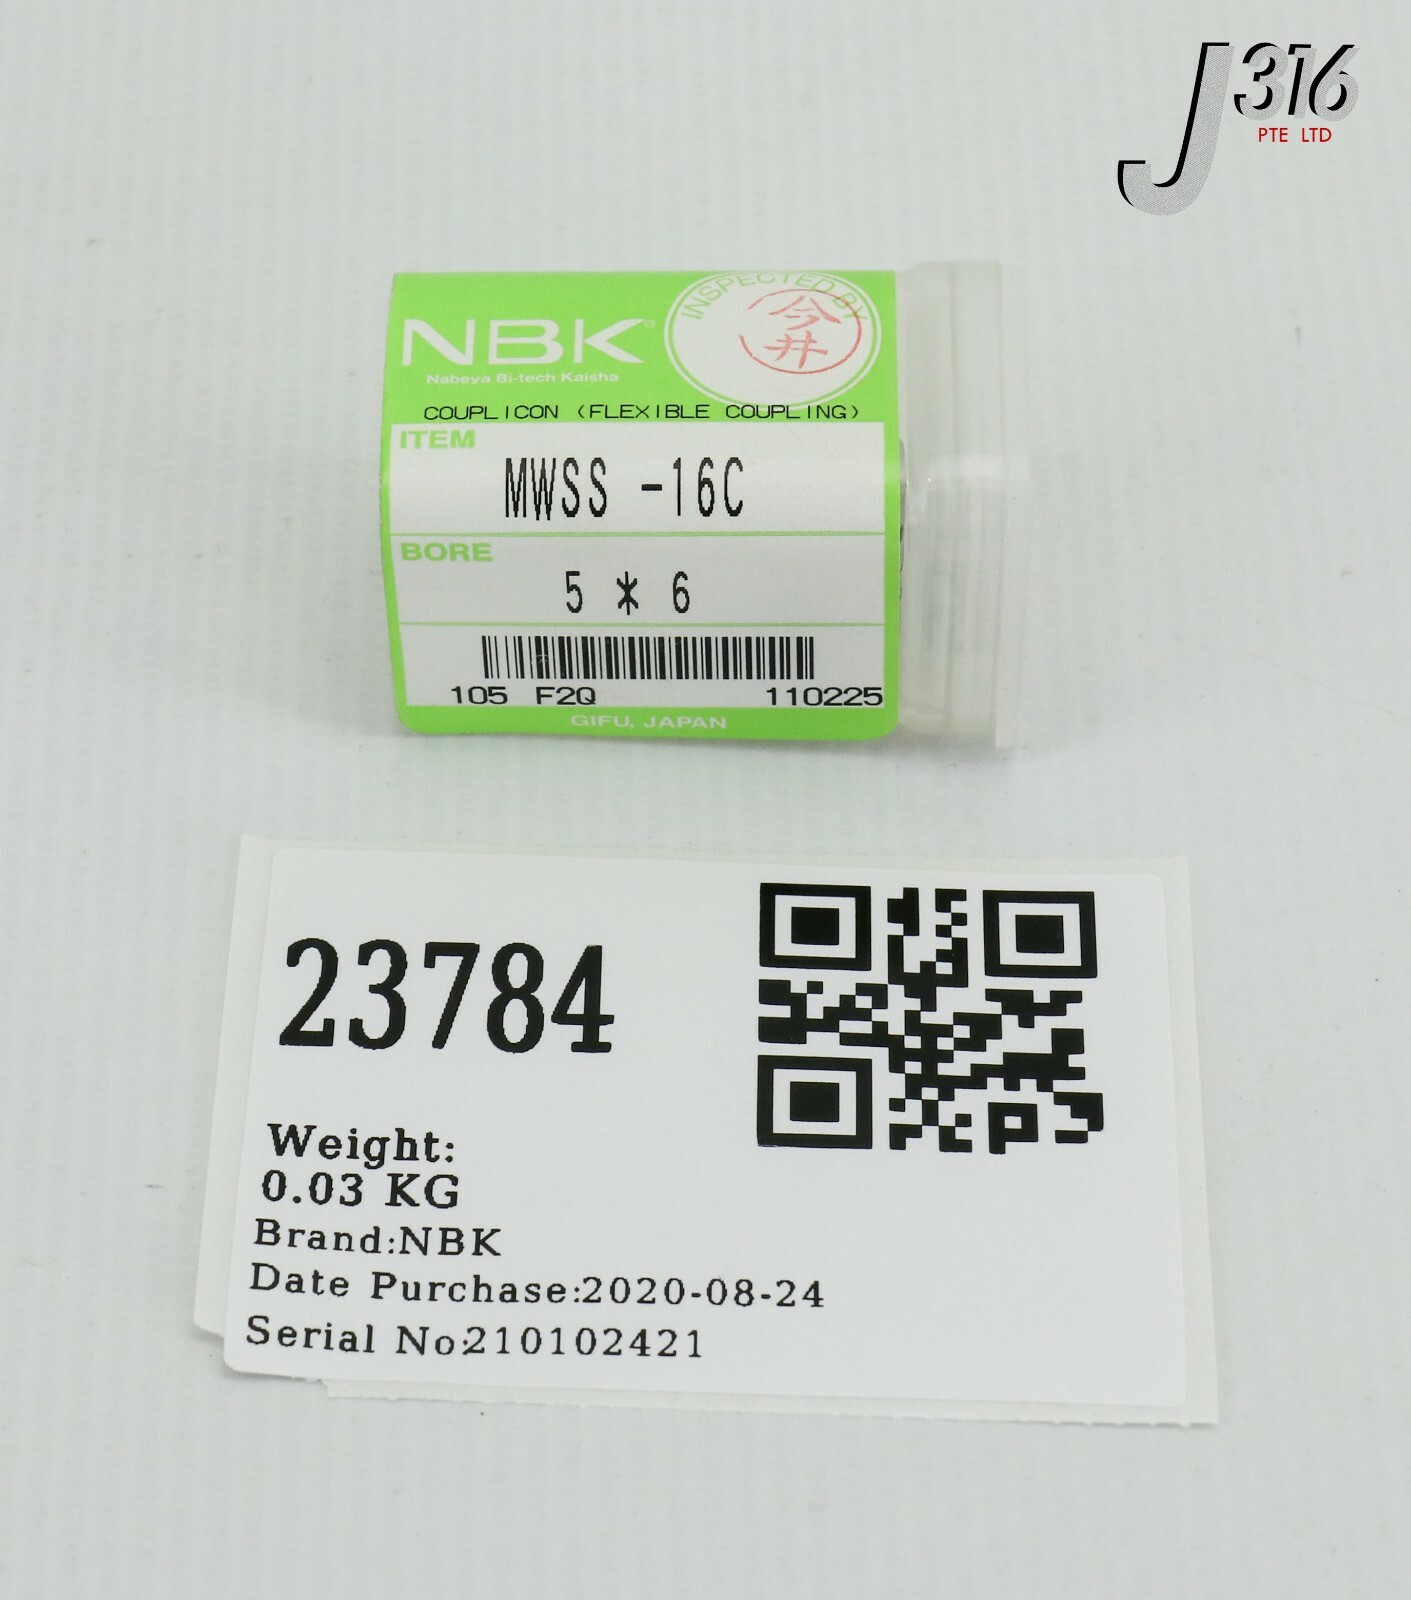 J316
PTE LTD
INSPECTED BY
今井
NBK®
Nabeya Bi-tech Kaisha
COUPLICON (FLEXIBLE COUPLING)
ITEM
MWSS -16C
BORE
5 * 6
105 F2Q 110225
GIFU, JAPAN
23784
Weight:
0.03 KG
Brand:NBK
Date Purchase:2020-08-24
Serial No:210102421